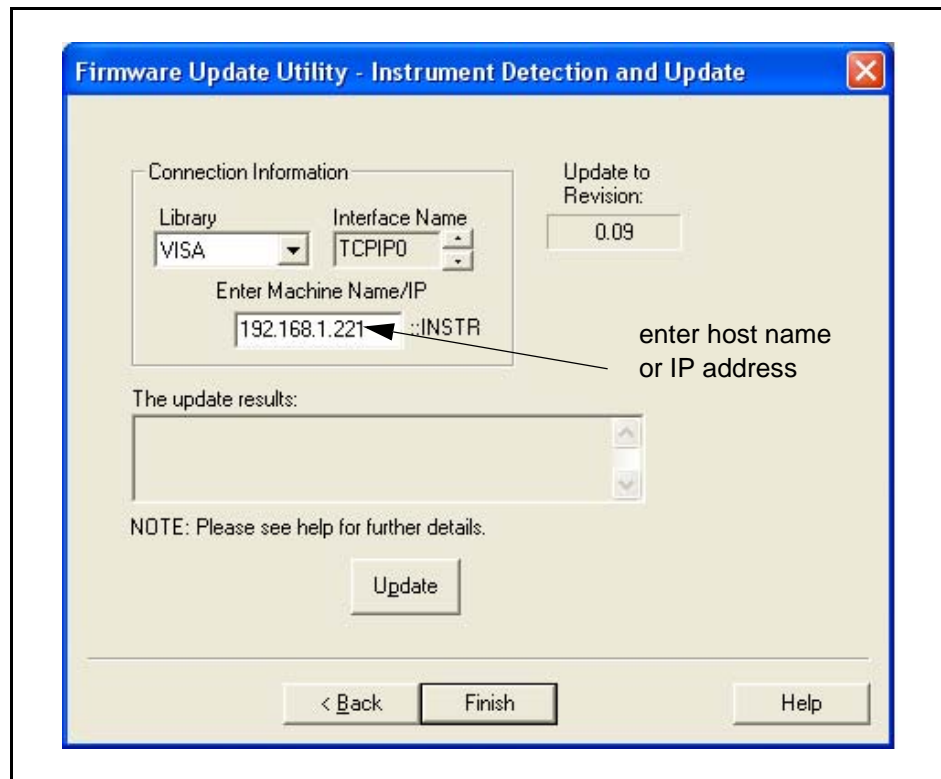 Firmware Update Utility - Instrument Detection and Update
Connection Information
Library
Interface Name
VISA
TCPIP0
Enter Machine Name/IP
192.168.1.221 ::INSTR
Update to
Revision:
0.09
enter host name
or IP address
The update results:
NOTE: Please see help for further details.
Update
< Back
Finish
Help